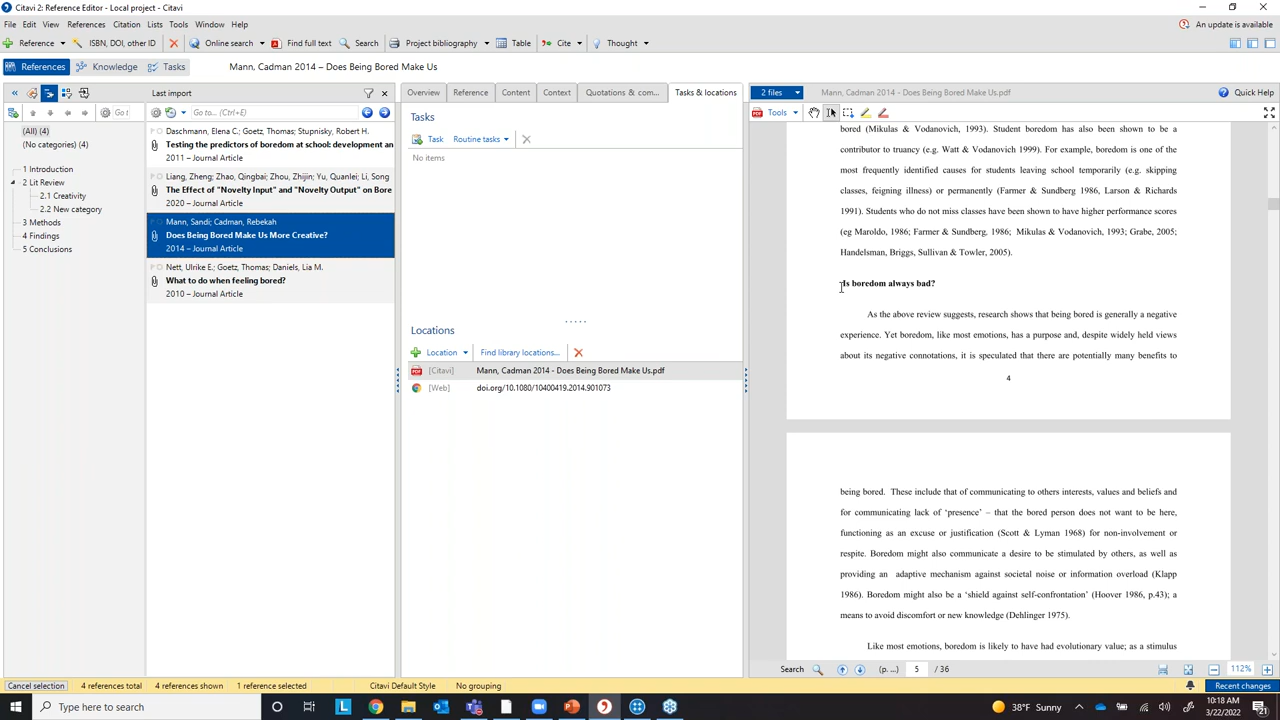 Citavi 2: Reference Editor - Local project - Citavi
File Edit View References Citation Lists Tools Window Help
An update is available
Reference ISBN, DOI, other ID Online search Find full text Search Project bibliography Table Cite Thought
References Knowledge Tasks Mann, Cadman 2014 – Does Being Bored Make Us
Last import
Go t
Go... (Ctrl+E)
(All) (4)
(No categories) (4)
1 Introduction
2 Lit Review
2.1 Creativity
2.2 New category
3 Methods
4 Findings
5 Conclusions
Daschmann, Elena C.; Goetz, Thomas; Stupnisky, Robert H.
Testing the predictors of boredom at school: development an
2011 – Journal Article
Liang, Zheng; Zhao, Qingbai; Zhou, Zhijin; Yu, Quanlei; Li, Song
The Effect of "Novelty Input" and "Novelty Output" on Bore
2020 – Journal Article
Mann, Sandi; Cadman, Rebekah
Does Being Bored Make Us More Creative?
2014 – Journal Article
Nett, Ulrike E.; Goetz, Thomas; Daniels, Lia M.
What to do when feeling bored?
2010 – Journal Article
Overview Reference Content Context Quotations & com... Tasks & locations
Tasks
Task Routine tasks
No items
Locations
Location Find library locations...
[Citavi] Mann, Cadman 2014 - Does Being Bored Make Us.pdf
[Web] doi.org/10.1080/10400419.2014.901073
2 files Mann, Cadman 2014 - Does Being Bored Make Us.pdf Quick Help
Tools
bored (Mikulas & Vodanovich, 1993). Student boredom has also been shown to be a
contributor to truancy (e.g. Watt & Vodanovich 1999). For example, boredom is one of the
most frequently identified causes for students leaving school temporarily (e.g. skipping
classes, feigning illness) or permanently (Farmer & Sundberg 1986, Larson & Richards
1991). Students who do not miss classes have been shown to have higher performance scores
(eg Maroldo, 1986; Farmer & Sundberg, 1986; Mikulas & Vodanovich, 1993; Grabe, 2005;
Handelsman, Briggs, Sullivan & Towler, 2005).
Is boredom always bad?
As the above review suggests, research shows that being bored is generally a negative
experience. Yet boredom, like most emotions, has a purpose and, despite widely held views
about its negative connotations, it is speculated that there are potentially many benefits to
4
being bored. These include that of communicating to others interests, values and beliefs and
for communicating lack of ‘presence’ – that the bored person does not want to be here,
functioning as an excuse or justification (Scott & Lyman 1968) for non-involvement or
respite. Boredom might also communicate a desire to be stimulated by others, as well as
providing an adaptive mechanism against societal noise or information overload (Klapp
1986). Boredom might also be a ‘shield against self-confrontation’ (Hoover 1986, p.43); a
means to avoid discomfort or new knowledge (Dehlinger 1975).
Like most emotions, boredom is likely to have had evolutionary value; as a stimulus
Search (p. ...) 5 / 36 112%
Cancel selection 4 references total 4 references shown 1 reference selected Citavi Default Style No grouping Recent changes
Type here to search
38°F Sunny
10:18 AM
3/22/2022